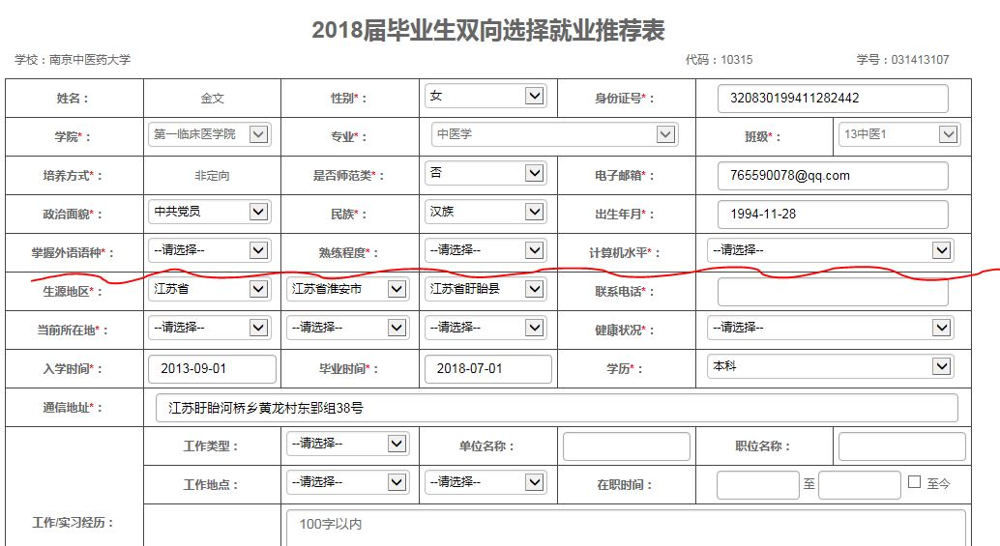 2018届毕业生双向选择就业推荐表
学校：南京中医药大学 代码：10315 学号：031413107
姓名： 金文 性别*： 女 身份证号*： 320830199411282442
学院*： 第一临床医学院 专业*： 中医学 班级*： 13中医1
培养方式*： 非定向 是否师范类*： 否 电子邮箱*： 765590078@qq.com
政治面貌*： 中共党员 民族*： 汉族 出生年月*： 1994-11-28
掌握外语语种*： --请选择-- 熟练程度*： --请选择-- 计算机水平*： --请选择--
生源地区*： 江苏省 江苏省淮安市 江苏省盱眙县 联系电话*：
当前所在地*： --请选择-- --请选择-- --请选择-- 健康状况*： --请选择--
入学时间*： 2013-09-01 毕业时间*： 2018-07-01 学历*： 本科
通信地址*： 江苏盱眙河桥乡黄龙村东郢组38号
工作类型： --请选择-- 单位名称： 职位名称：
工作地点： --请选择-- --请选择-- 在职时间： 至 至今
工作/实习经历： 100字以内